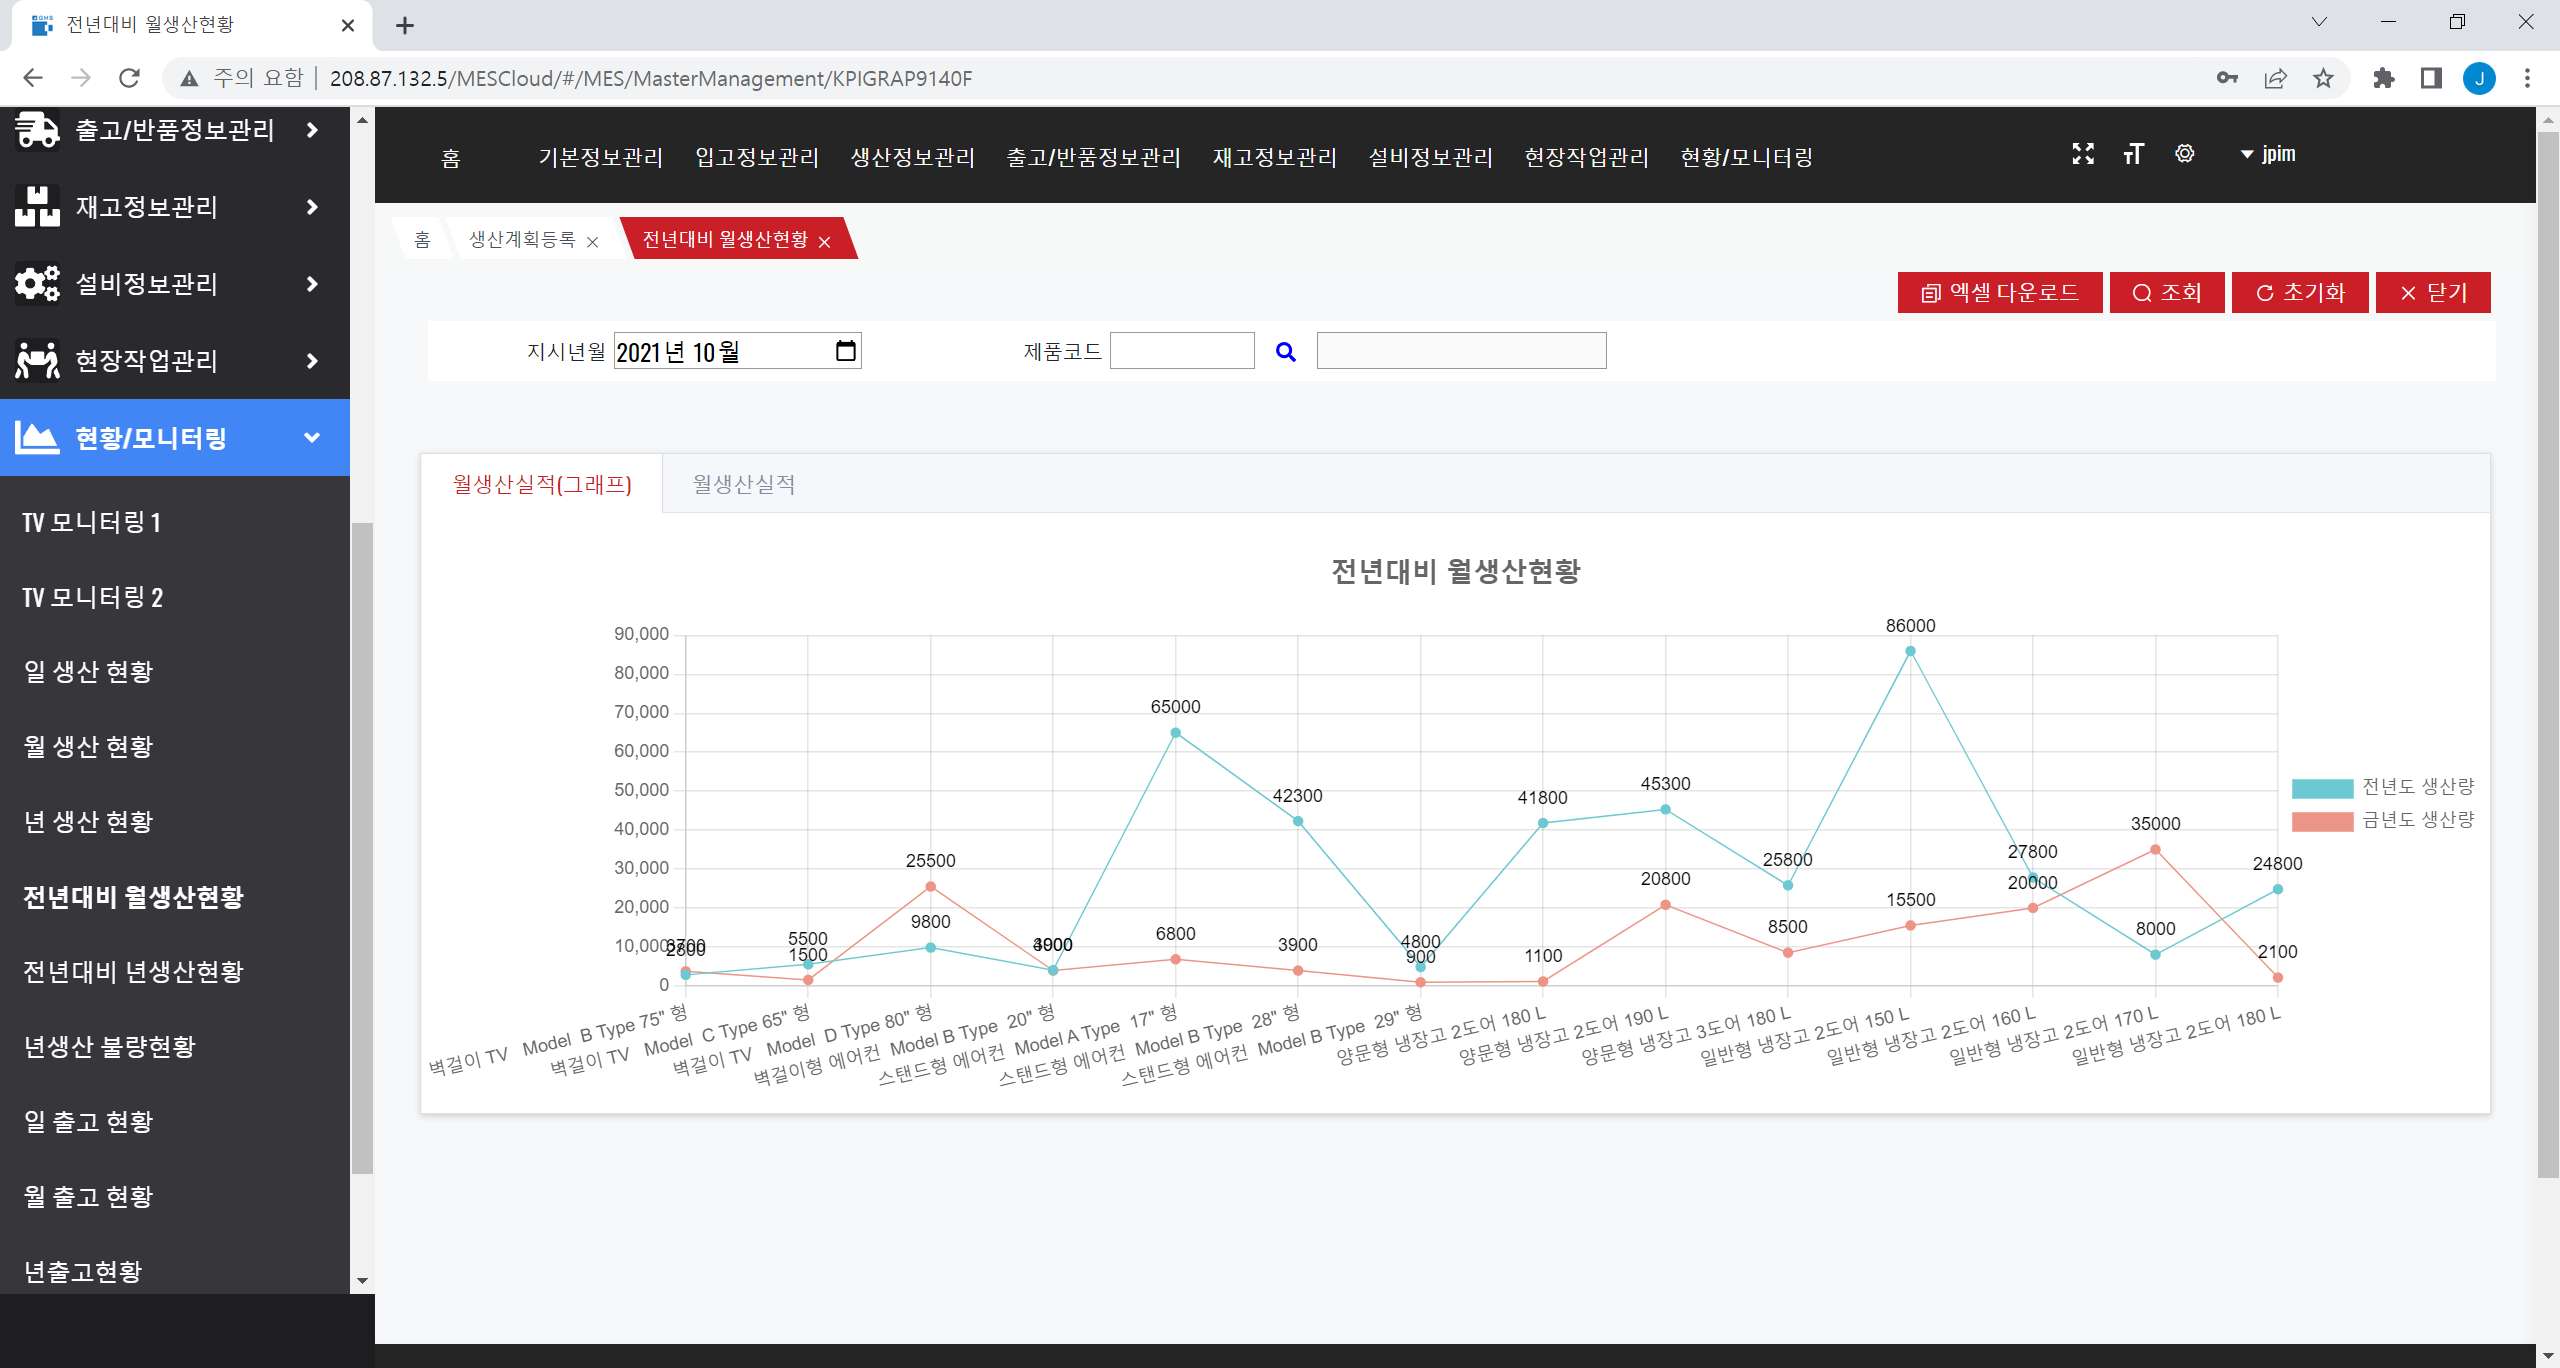 전년대비 월생산현황
주의 요함 | 208.87.132.5/MESCloud/#/MES/MasterManagement/KPIGRAP9140F
J
출고/반품정보관리
재고정보관리
설비정보관리
현장작업관리
현황/모니터링
TV 모니터링 1
TV 모니터링 2
일 생산 현황
월 생산 현황
년 생산 현황
전년대비 월생산현황
전년대비 년생산현황
년생산 불량현황
일 출고 현황
월 출고 현황
년출고현황
홈 기본정보관리 입고정보관리 생산정보관리 출고/반품정보관리 재고정보관리 설비정보관리 현장작업관리 현황/모니터링 jpim
홈 생산계획등록 전년대비 월생산현황
엑셀 다운로드 조회 초기화 닫기
지시년월 2021년 10월 제품코드
월생산실적(그래프) 월생산실적
전년대비 월생산현황
90,000
80,000
70,000
60,000
50,000
40,000
30,000
20,000
10,000
0
86000
65000
45300
42300
41800
35000
27800
25800
25500
24800
20800
20000
15500
9800
8500
8000
6800
5500
1500
3700
2800
4900
3900
4800
900
1100
2100
전년도 생산량
금년도 생산량
벽걸이 TV Model B Type 75" 형
벽걸이 TV Model C Type 65" 형
벽걸이 TV Model D Type 80" 형
벽걸이형 에어컨 Model B Type 20" 형
스탠드형 에어컨 Model A Type 17" 형
스탠드형 에어컨 Model B Type 28" 형
스탠드형 에어컨 Model B Type 29" 형
양문형 냉장고 2도어 180 L
양문형 냉장고 2도어 190 L
양문형 냉장고 3도어 180 L
일반형 냉장고 2도어 150 L
일반형 냉장고 2도어 160 L
일반형 냉장고 2도어 170 L
일반형 냉장고 2도어 180 L